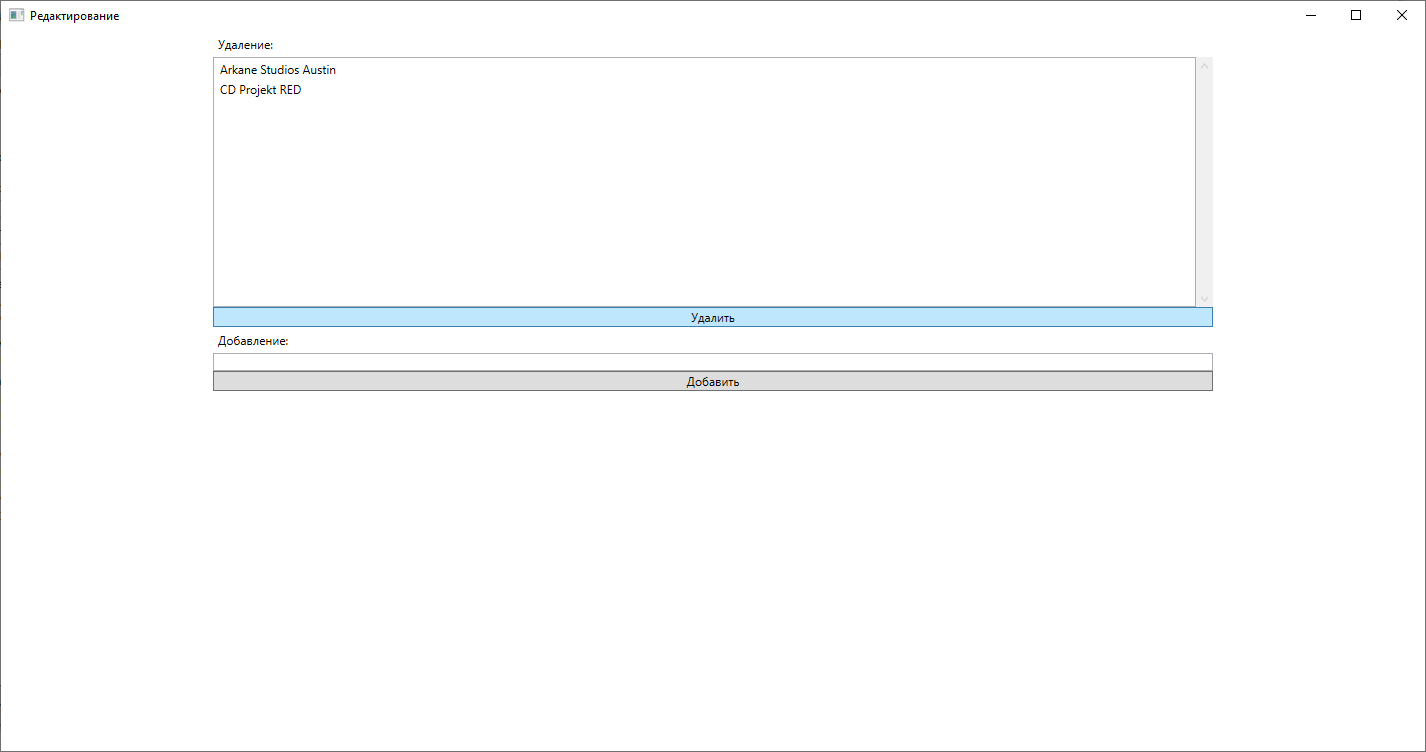 Редактирование
Удаление:
Arkane Studios Austin
CD Projekt RED
Удалить
Добавление:
Добавить